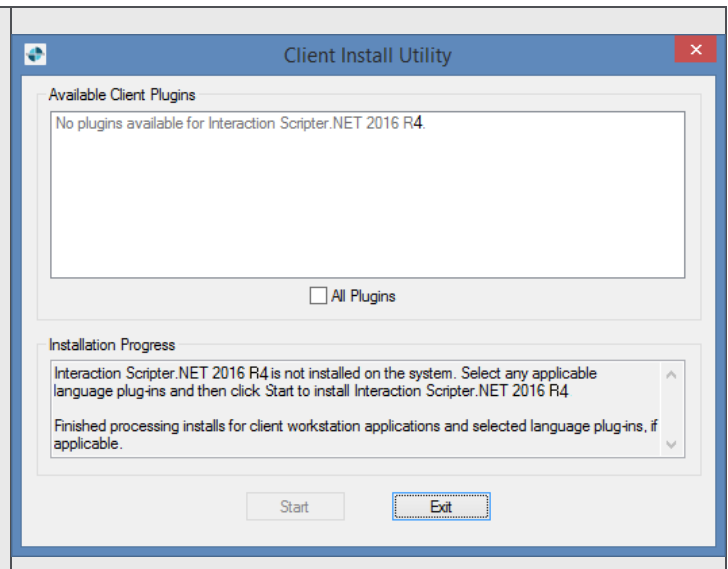 Client Install Utility
Available Client Plugins
No plugins available for Interaction Scripter.NET 2016 R4.
All Plugins
Installation Progress
Interaction Scripter.NET 2016 R4 is not installed on the system. Select any applicable
language plug-ins and then click Start to install Interaction Scripter.NET 2016 R4
Finished processing installs for client workstation applications and selected language plug-ins, if
applicable.
Start
Exit